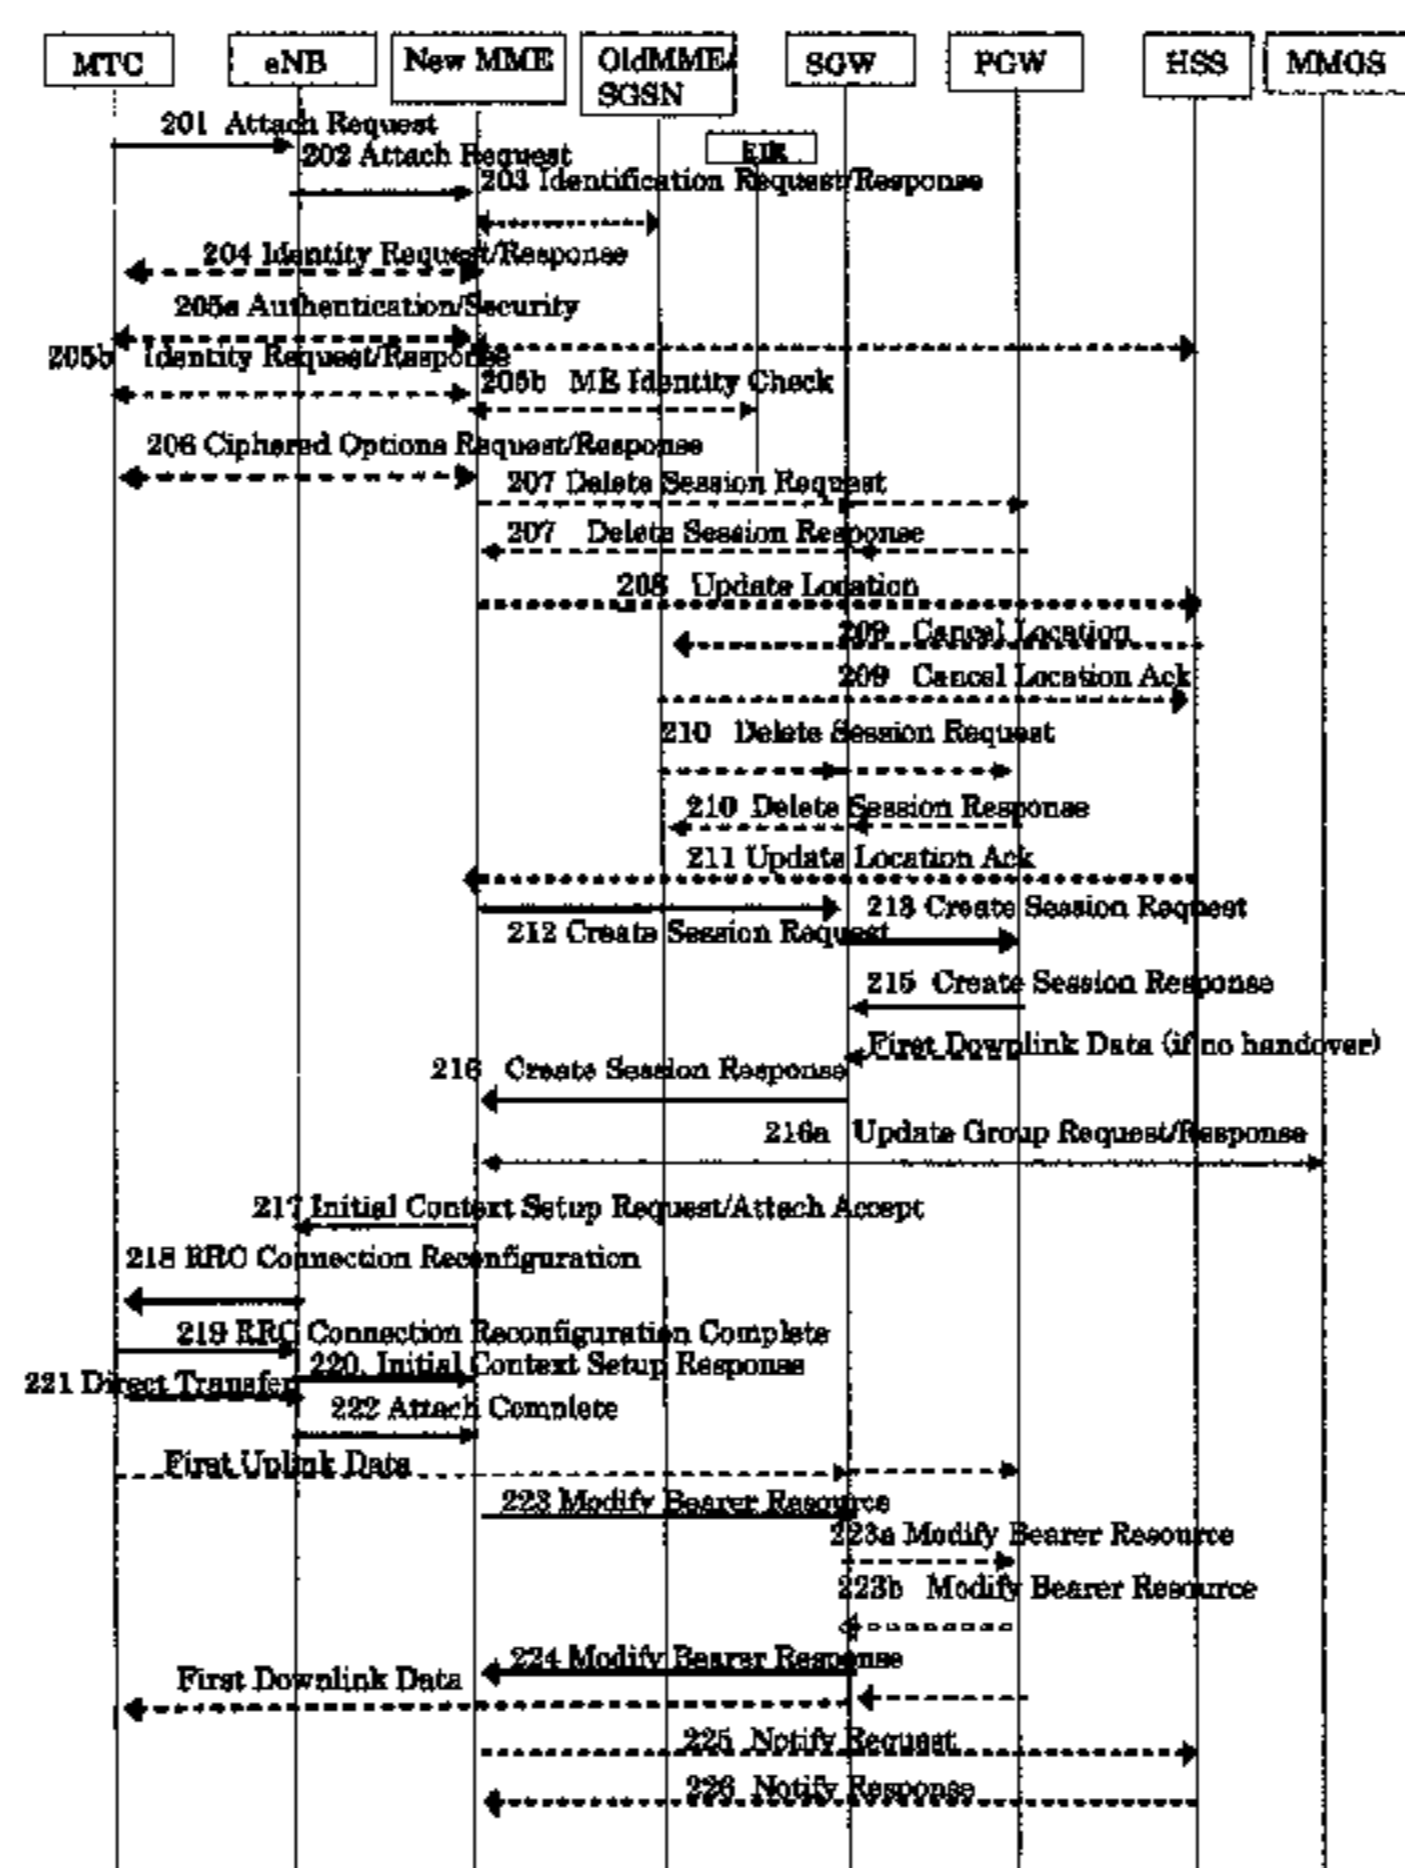 MTC
eNB
New MME
OldMME/
SGSN
SGW
PGW
HSS
MMGS
201 Attach Request
EIR
202 Attach Request
203 Identification Request/Response
204 Identity Request/Response
205a Authentication/Security
205b Identity Request/Response
205b ME Identity Check
206 Ciphered Options Request/Response
207 Delete Session Request
207 Delete Session Response
208 Update Location
209 Cancel Location
209 Cancel Location Ack
210 Delete Session Request
210 Delete Session Response
211 Update Location Ack
213 Create Session Request
212 Create Session Request
215 Create Session Response
First Downlink Data (if no handover)
216 Create Session Response
216a Update Group Request/Response
217 Initial Context Setup Request/Attach Accept
218 RRC Connection Reconfiguration
219 RRC Connection Reconfiguration Complete
220. Initial Context Setup Response
221 Direct Transfer
222 Attach Complete
First Uplink Data
223 Modify Bearer Resource
223a Modify Bearer Resource
223b Modify Bearer Resource
224 Modify Bearer Response
First Downlink Data
225 Notify Request
226 Notify Response